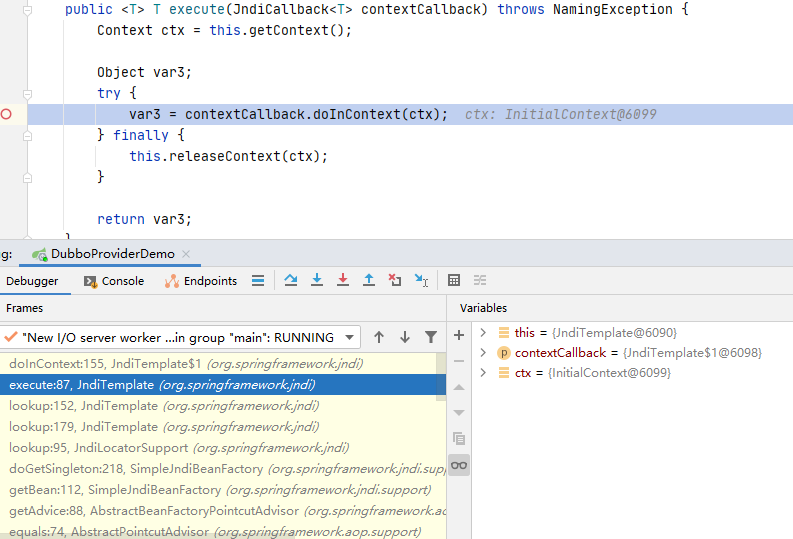 public <T> T execute(JndiCallback<T> contextCallback) throws NamingException {
Context ctx = this.getContext();
Object var3;
try {
var3 = contextCallback.doInContext(ctx); ctx: InitialContext@6099
} finally {
this.releaseContext(ctx);
}
return var3;
g: DubboProviderDemo ×
Debugger Console Endpoints
Frames Variables
"New I/O server worker ...in group "main": RUNNING
doInContext:155, JndiTemplate$1 (org.springframework.jndi)
execute:87, JndiTemplate (org.springframework.jndi)
lookup:152, JndiTemplate (org.springframework.jndi)
lookup:179, JndiTemplate (org.springframework.jndi)
lookup:95, JndiLocatorSupport (org.springframework.jndi)
doGetSingleton:218, SimpleJndiBeanFactory (org.springframework.jndi.supp
getBean:112, SimpleJndiBeanFactory (org.springframework.jndi.support)
getAdvice:88, AbstractBeanFactoryPointcutAdvisor (org.springframework.ao
equals:74, AbstractPointcutAdvisor (org.springframework.aop.support)
this = {JndiTemplate@6090}
p contextCallback = {JndiTemplate$1@6098}
ctx = {InitialContext@6099}